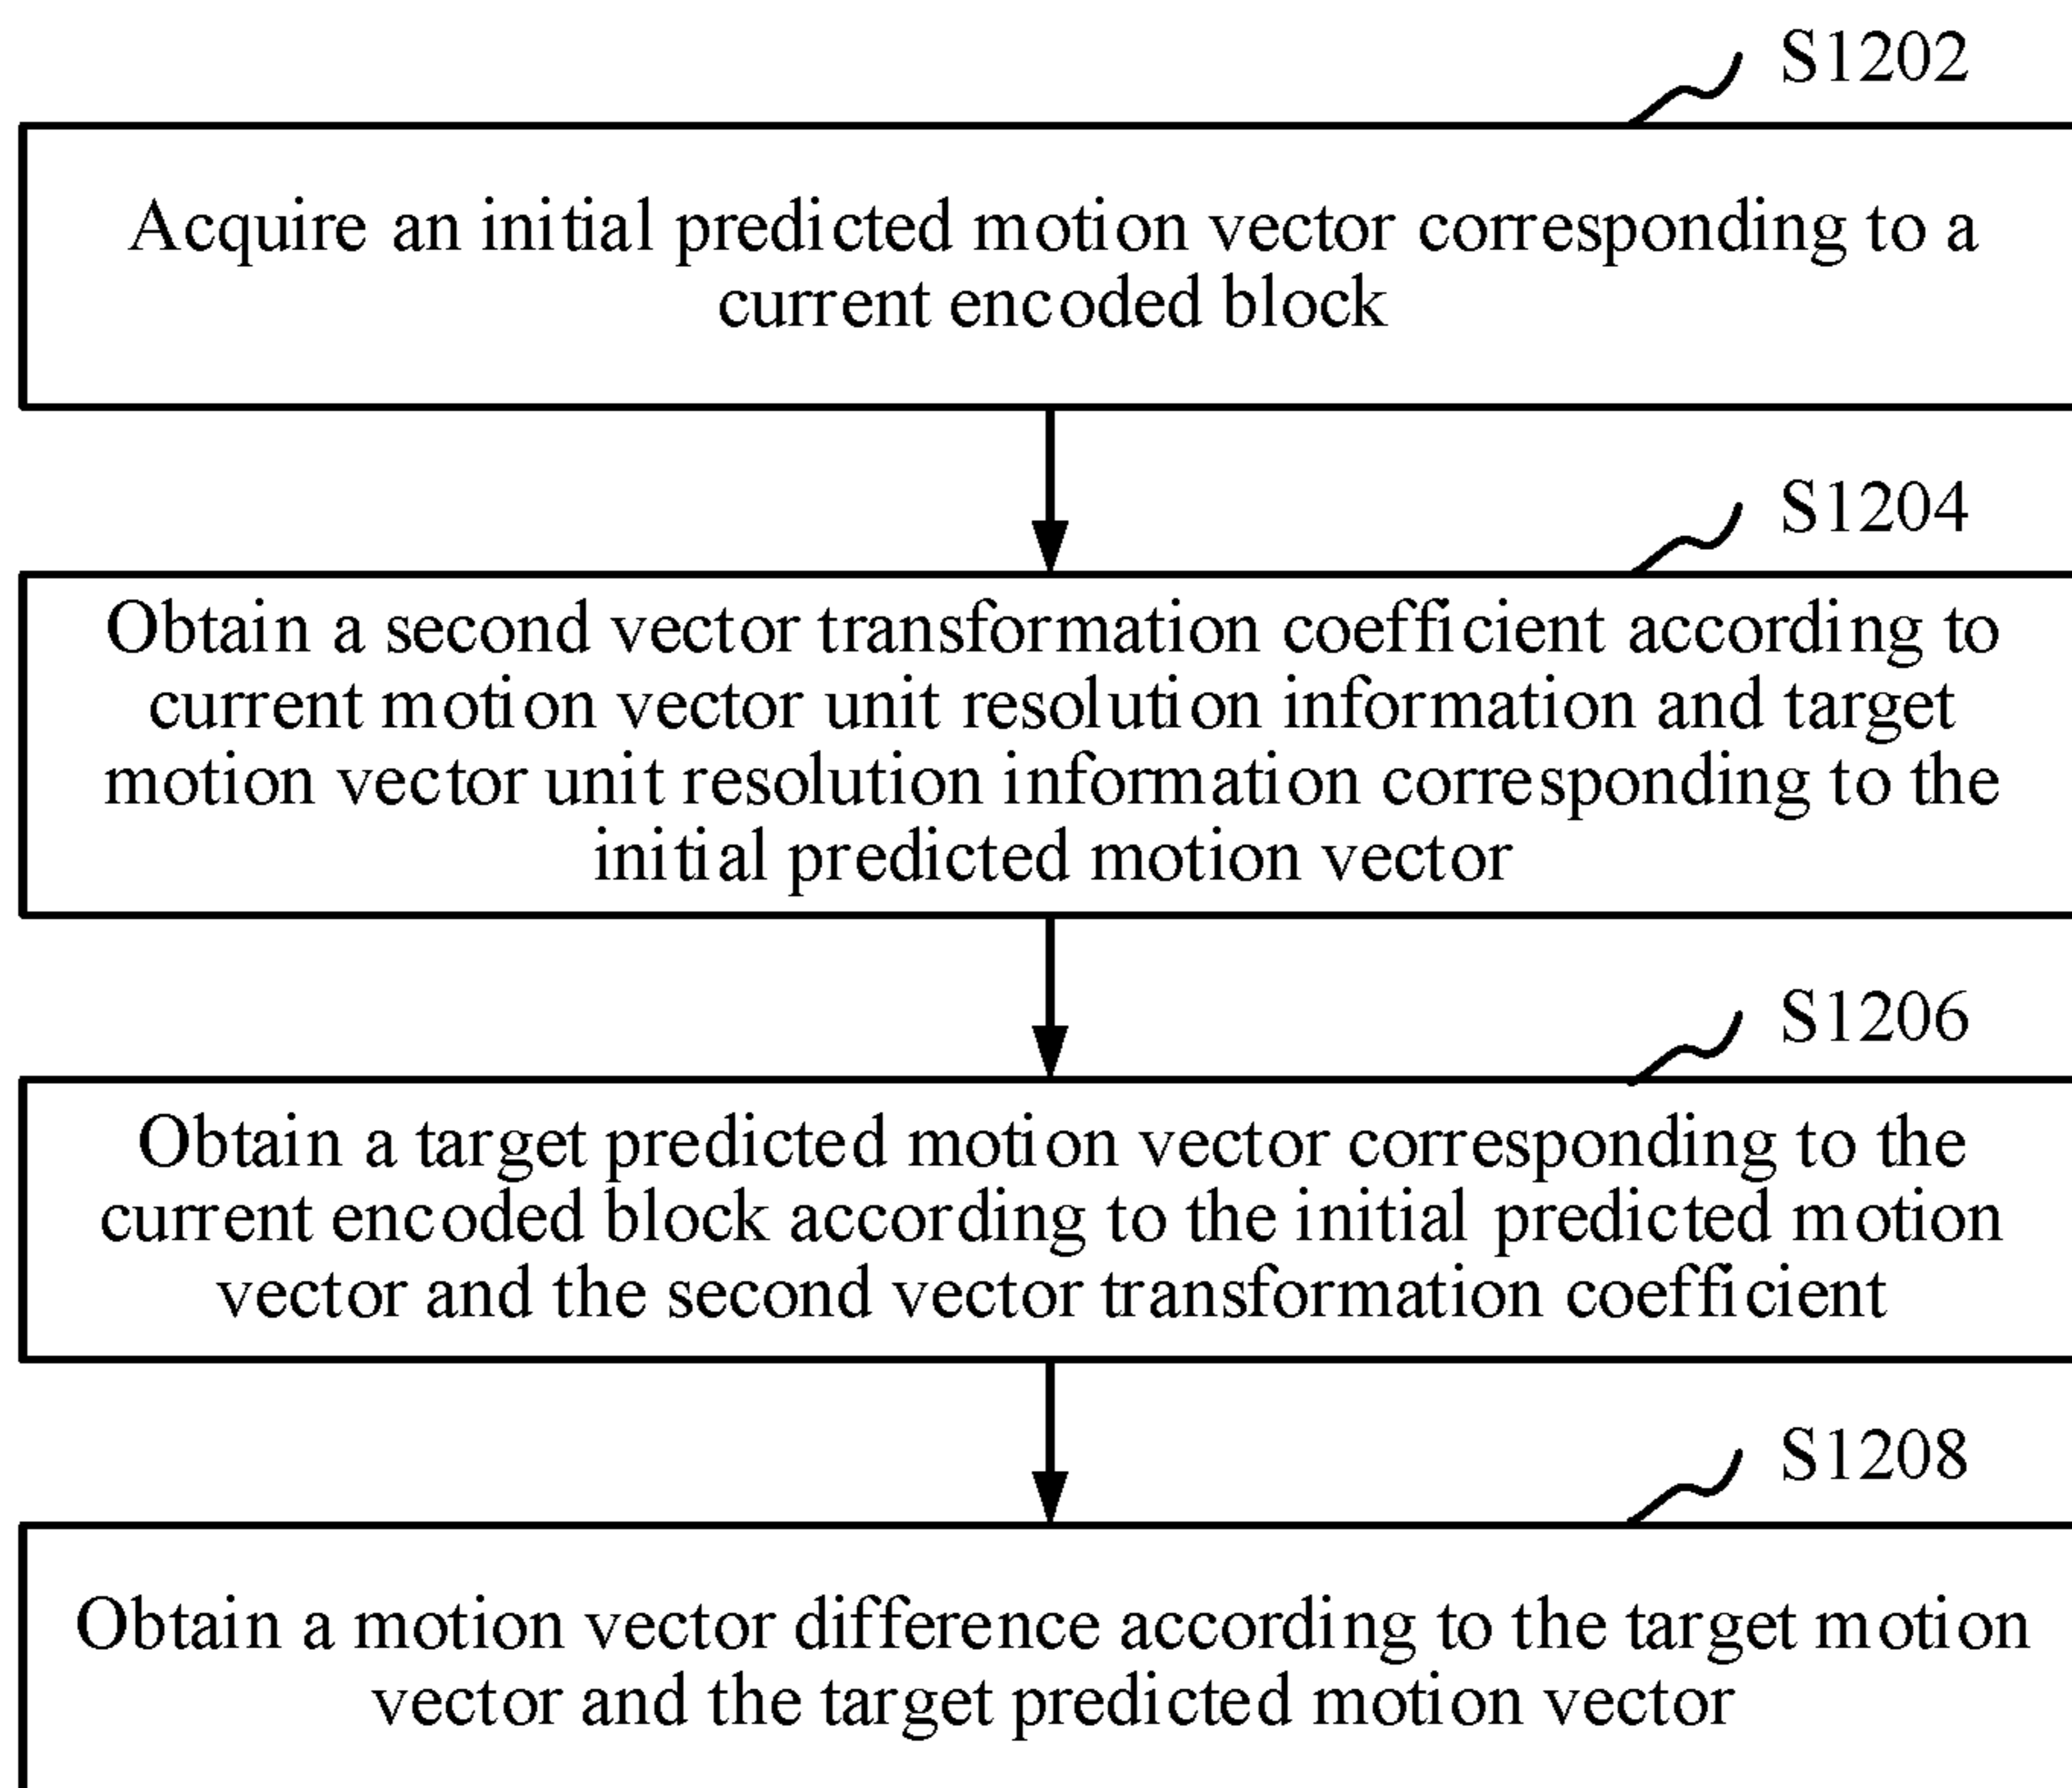 S1202
Acquire an initial predicted motion vector corresponding to a
current encoded block
S1204
Obtain a second vector transformation coefficient according to
current motion vector unit resolution information and target
motion vector unit resolution information corresponding to the
initial predicted motion vector
S1206
Obtain a target predicted motion vector corresponding to the
current encoded block according to the initial predicted motion
vector and the second vector transformation coefficient
S1208
Obtain a motion vector difference according to the target motion
vector and the target predicted motion vector